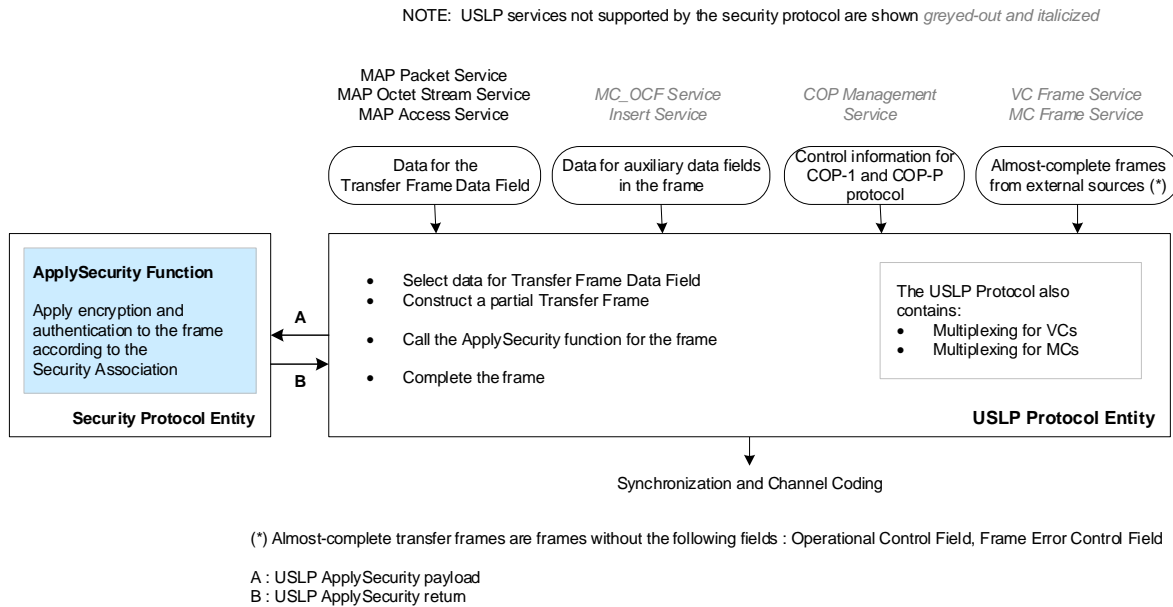 NOTE: USLP services not supported by the security protocol are shown greyed-out and italicized
MAP Packet Service
MAP Octet Stream Service
MAP Access Service
MC_OCF Service
Insert Service
COP Management
Service
VC Frame Service
MC Frame Service
Data for the
Transfer Frame Data Field
Data for auxiliary data fields
in the frame
Control information for
COP-1 and COP-P
protocol
Almost-complete frames
from external sources (*)
ApplySecurity Function
Apply encryption and
authentication to the frame
according to the
Security Association
Security Protocol Entity
A
B
• Select data for Transfer Frame Data Field
• Construct a partial Transfer Frame
• Call the ApplySecurity function for the frame
• Complete the frame
The USLP Protocol also
contains:
• Multiplexing for VCs
• Multiplexing for MCs
USLP Protocol Entity
Synchronization and Channel Coding
(*) Almost-complete transfer frames are frames without the following fields : Operational Control Field, Frame Error Control Field
A : USLP ApplySecurity payload
B : USLP ApplySecurity return